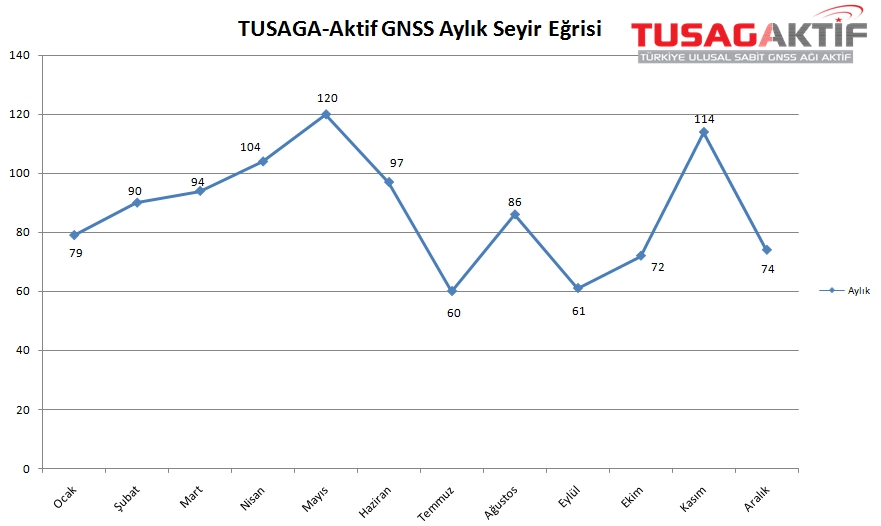 TUSAGA-Aktif GNSS Aylık Seyir Eğrisi
TUSAGAAKTİF
TÜRKİYE ULUSAL SABİT GNSS AĞI AKTİF
140
120
100
80
60
40
20
0
79
90
94
104
120
97
60
86
61
72
114
74
Aylık
Ocak
Şubat
Mart
Nisan
Mayıs
Haziran
Temmuz
Ağustos
Eylül
Ekim
Kasım
Aralık